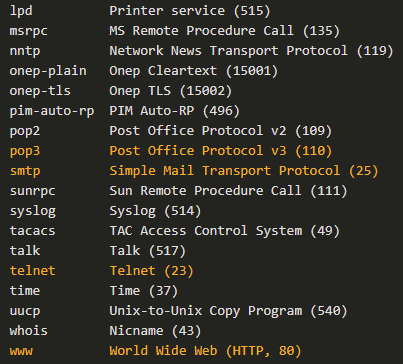 lpd Printer service (515)
msrpc MS Remote Procedure Call (135)
nntp Network News Transport Protocol (119)
onep-plain Onep Cleartext (15001)
onep-tls Onep TLS (15002)
pim-auto-rp PIM Auto-RP (496)
pop2 Post Office Protocol v2 (109)
pop3 Post Office Protocol v3 (110)
smtp Simple Mail Transport Protocol (25)
sunrpc Sun Remote Procedure Call (111)
syslog Syslog (514)
tacacs TAC Access Control System (49)
talk Talk (517)
telnet Telnet (23)
time Time (37)
uucp Unix-to-Unix Copy Program (540)
whois Nicname (43)
www World Wide Web (HTTP, 80)